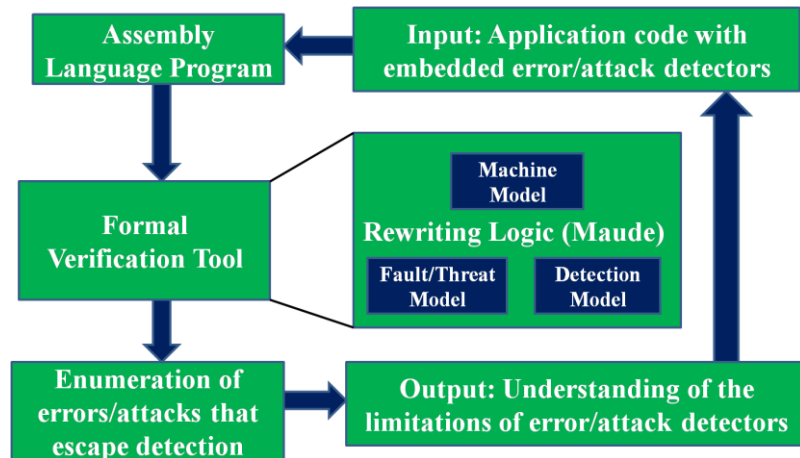 Assembly
Language Program
Input: Application code with
embedded error/attack detectors
Formal
Verification Tool
Machine
Model
Rewriting Logic (Maude)
Fault/Threat
Model
Detection
Model
Enumeration of
errors/attacks that
escape detection
Output: Understanding of the
limitations of error/attack detectors